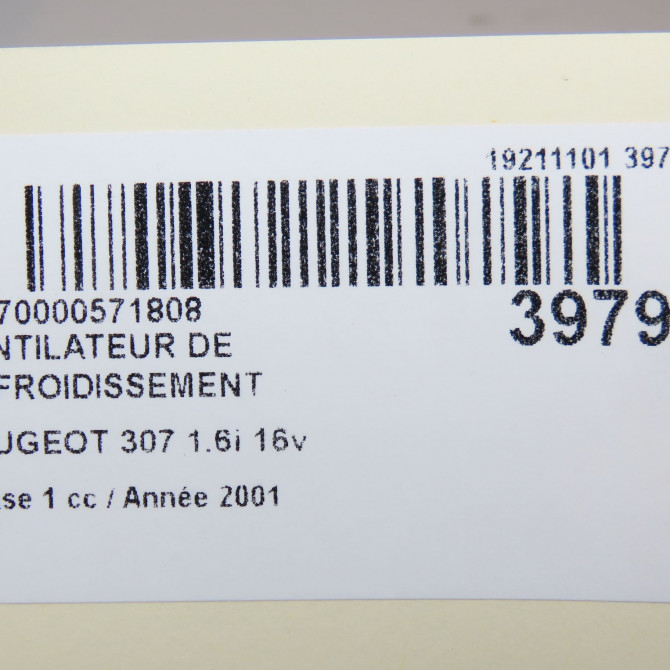 19211101 397
70000571808
3979
NTILATEUR DE
FROIDISSEMENT
UGEOT 307 1.6i 16v
se 1 cc / Année 2001